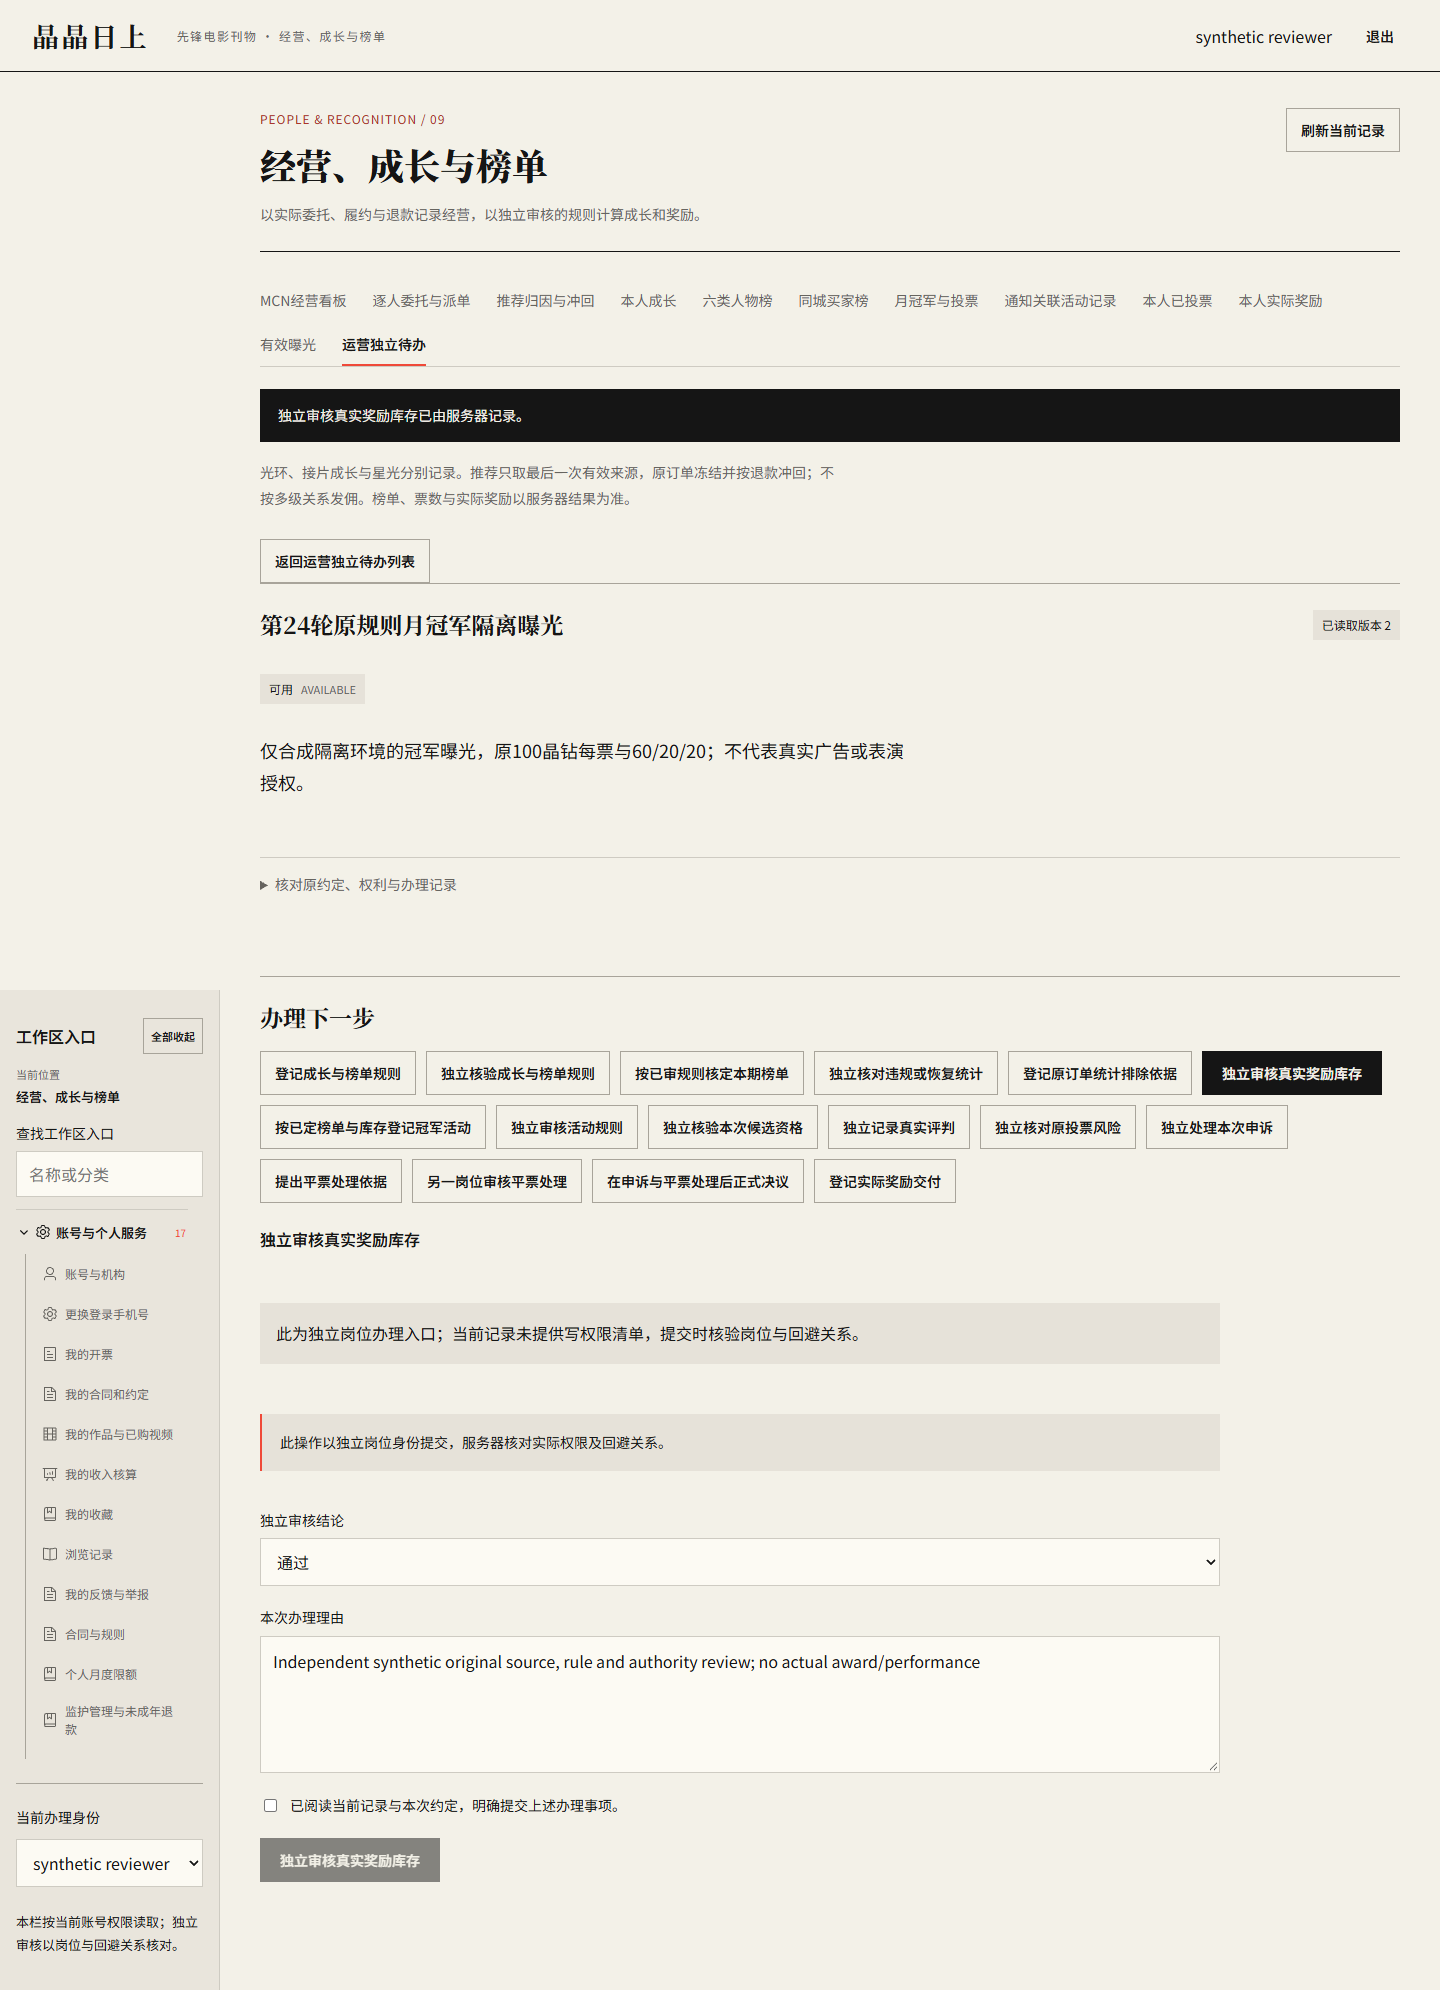 晶晶日上
先锋电影刊物 · 经营、成长与榜单
synthetic reviewer
退出
PEOPLE & RECOGNITION / 09
刷新当前记录
经营、成长与榜单
以实际委托、履约与退款记录经营，以独立审核的规则计算成长和奖励。
MCN经营看板 逐人委托与派单 推荐归因与冲回 本人成长 六类人物榜 同城买家榜 月冠军与投票 通知关联活动记录 本人已投票 本人实际奖励
有效曝光 运营独立待办
独立审核真实奖励库存已由服务器记录。
光环、接片成长与星光分别记录。推荐只取最后一次有效来源，原订单冻结并按退款冲回；不
按多级关系发佣。榜单、票数与实际奖励以服务器结果为准。
返回运营独立待办列表
第24轮原规则月冠军隔离曝光
已读取版本 2
可用 AVAILABLE
仅合成隔离环境的冠军曝光，原100晶钻每票与60/20/20；不代表真实广告或表演
授权。
核对原约定、权利与办理记录
办理下一步
登记成长与榜单规则 独立核验成长与榜单规则 按已审规则核定本期榜单 独立核对违规或恢复统计 登记原订单统计排除依据 独立审核真实奖励库存
按已定榜单与库存登记冠军活动 独立审核活动规则 独立核验本次候选资格 独立记录真实评判 独立核对原投票风险 独立处理本次申诉
提出平票处理依据 另一岗位审核平票处理 在申诉与平票处理后正式决议 登记实际奖励交付
独立审核真实奖励库存
此为独立岗位办理入口；当前记录未提供写权限清单，提交时核验岗位与回避关系。
此操作以独立岗位身份提交，服务器核对实际权限及回避关系。
独立审核结论
通过
本次办理理由
Independent synthetic original source, rule and authority review; no actual award/performance
已阅读当前记录与本次约定，明确提交上述办理事项。
独立审核真实奖励库存
工作区入口
全部收起
当前位置
经营、成长与榜单
查找工作区入口
名称或分类
账号与个人服务 17
账号与机构
更换登录手机号
我的开票
我的合同和约定
我的作品与已购视频
我的收入核算
我的收藏
浏览记录
我的反馈与举报
合同与规则
个人月度限额
监护管理与未成年退
款
当前办理身份
synthetic reviewer
本栏按当前账号权限读取；独立
审核以岗位与回避关系核对。